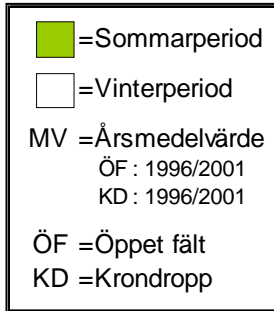 =Sommarperiod
=Vinterperiod
MV =Årsmedelvärde
ÖF : 1996/2001
KD : 1996/2001
ÖF =Öppet fält
KD =Krondropp